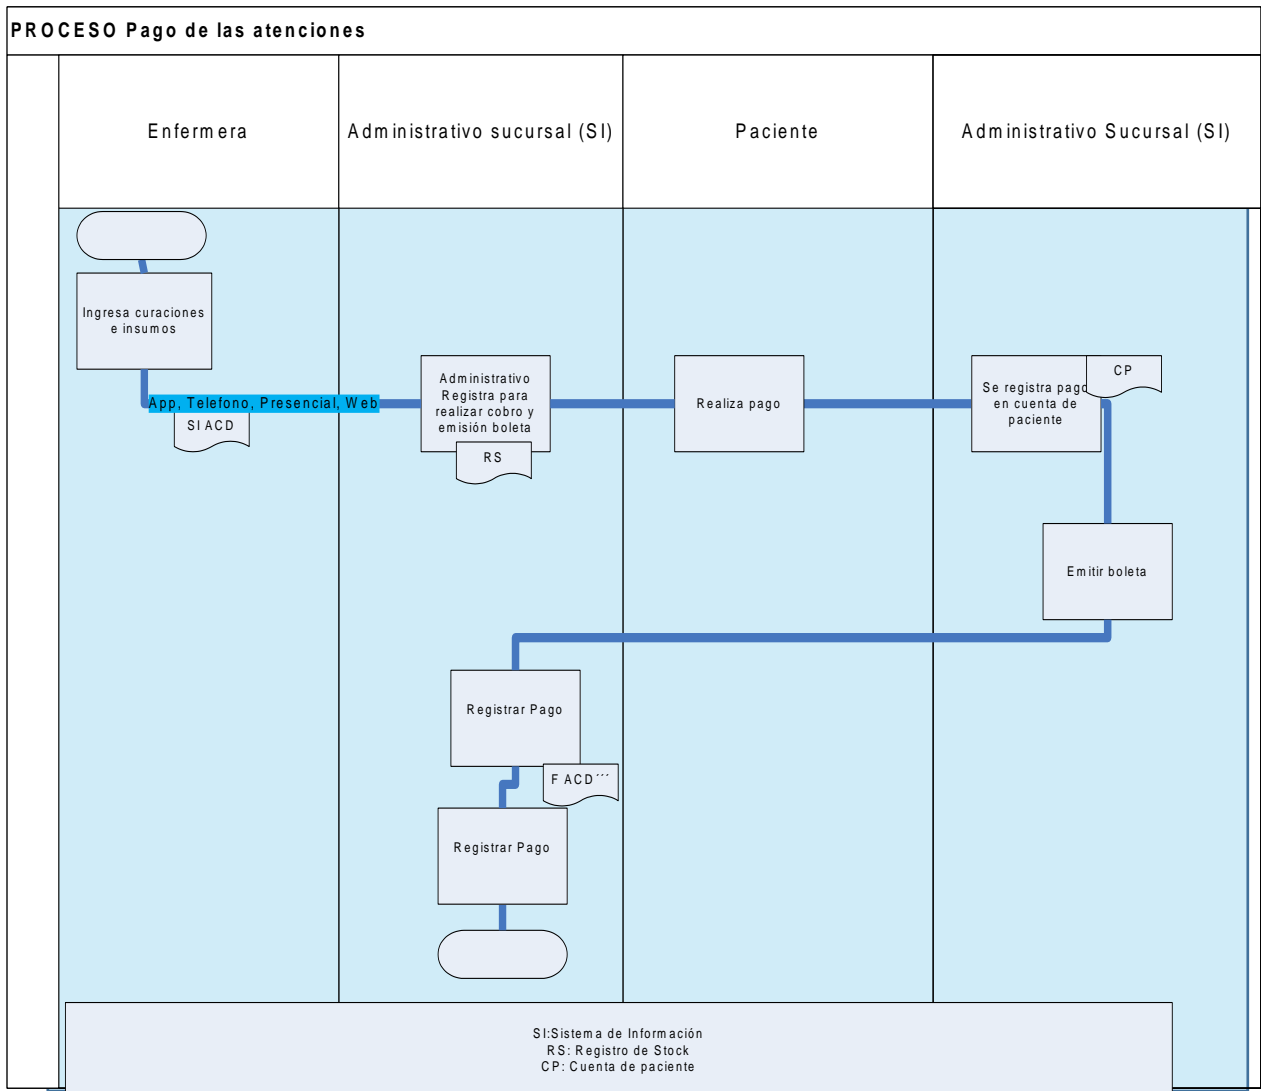 PROCESO Pago de las atenciones
Enfermera
Administrativo sucursal (SI)
Paciente
Administrativo Sucursal (SI)
Ingresa curaciones
e insumos
App, Telefono, Presencial, Web
SI ACD
Administrativo
Registra para
realizar cobro y
emisión boleta
RS
Realiza pago
Se registra pago
en cuenta de
paciente
CP
Emitir boleta
Registrar Pago
F ACD´´´
Registrar Pago
SI:Sistema de Información
RS: Registro de Stock
CP: Cuenta de paciente